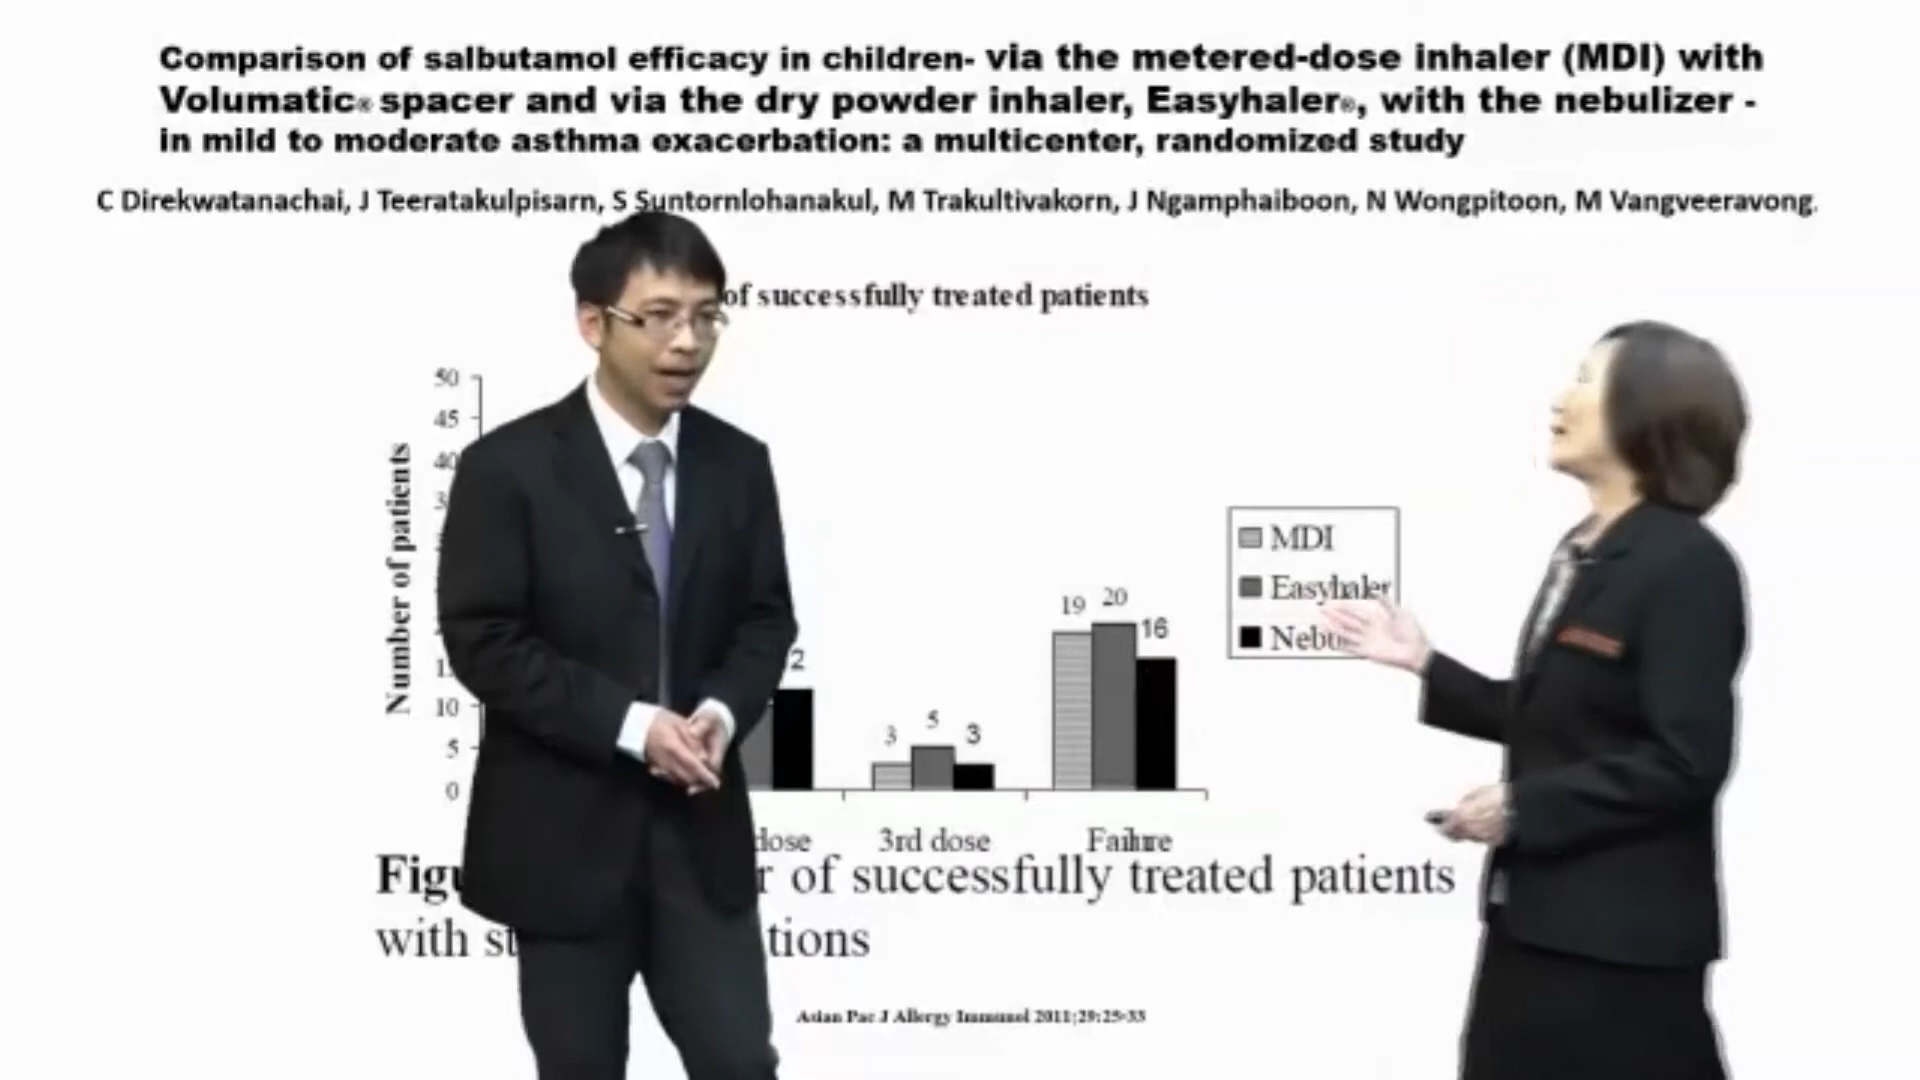 Comparison of salbutamol efficacy in children- via the metered-dose inhaler (MDI) with
Volumatic® spacer and via the dry powder inhaler, Easyhaler®, with the nebulizer -
in mild to moderate asthma exacerbation: a multicenter, randomized study
C Direkwatanachai, J Teeratakulpisarn, S Suntornlohanakul, M Trakultivakorn, J Ngamphaiboon, N Wongpitoon, M Vangveeravong.
of successfully treated patients
50
45
40
10
5
0
Number of patients
3 5 3
19 20 16
dose 3rd dose Failure
MDI
Easyhaler
of successfully treated patients
with
Asian Pac J Allergy Immunol 2011;29:25-33